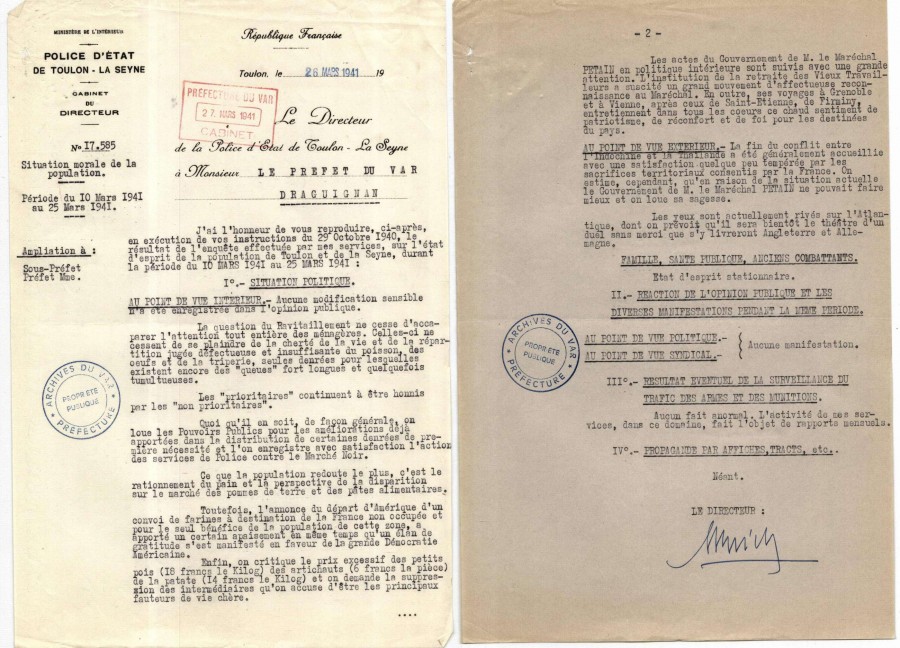 MINISTÈRE DE L'INTÉRIEUR
POLICE D'ÉTAT
DE TOULON - LA SEYNE
CABINET
DU
DIRECTEUR
No 17.585
Situation morale de la
population.
Période du 10 Mars 1941
au 25 Mars 1941.
Ampliation à :
Sous-Préfet
Préfet Mme.
République Française
Toulon, le 26 MARS 1941 19
PRÉFECTURE DU VAR
27 MARS 1941
CABINET
Le Directeur
de la Police d'État de Toulon - La Seyne
à Monsieur LE PREFET DU VAR
DRAGUIGNAN
J'ai l'honneur de vous reproduire, ci-après,
en exécution de vos instructions du 29 Octobre 1940, le
résultat de l'enquête effectuée par mes services, sur l'état
d'esprit de la population de Toulon et de la Seyne, durant
la période du 10 MARS 1941 au 25 MARS 1941 :
I°.- SITUATION POLITIQUE.
AU POINT DE VUE INTERIEUR.- Aucune modification sensible
n'a été enregistrée dans l'opinion publique.
La question du Ravitaillement ne cesse d'acca-
parer l'attention tout entière des ménagères. Celles-ci ne
cessent de se plaindre de la cherté de la vie et de la répar-
tition jugée défectueuse et insuffisante du poisson, des
oeufs et de la triperie, seules denrées pour lesquelles
existent encore des "queues" fort longues et quelquefois
tumultueuses.
Les "prioritaires" continuent à être honnis
par les "non prioritaires".
Quoi qu'il en soit, de façon générale, on
loue les Pouvoirs Publics pour les améliorations déjà
apportées dans la distribution de certaines denrées de pre-
mière nécessité et l'on enregistre avec satisfaction l'action
des services de Police contre le Marché Noir.
Ce que la population redoute le plus, c'est le
rationnement du pain et la perspective de la disparition
sur le marché des pommes de terre et des pâtes alimentaires.
Toutefois, l'annonce du départ d'Amérique d'un
convoi de farines à destination de la France non occupée et
pour le seul bénéfice de la population de cette zone, a
apporté un certain apaisement en même temps qu'un élan de
gratitude s'est manifesté en faveur de la grande Démocratie
Américaine.
Enfin, on critique le prix excessif des petits
pois (18 francs le Kilog) des artichauts (6 francs la pièce)
de la patate (14 francs le Kilog) et on demande la suppres-
sion des intermédiaires qu'on accuse d'être les principaux
fauteurs de vie chère.
....
ARCHIVES DU VAR
PROPRIÉTÉ
PUBLIQUE
PRÉFECTURE
- 2 -
Les actes du Gouvernement de M. le Maréchal
PETAIN en politique intérieure sont suivis avec une grande
attention. L'institution de la retraite des Vieux Travail-
leurs a suscité un grand mouvement d'affectueuse recon-
naissance au Maréchal. En outre, ses voyages à Grenoble
et à Vienne, après ceux de Saint-Etienne, de Firminy,
entretiennent dans tous les coeurs ce chaud sentiment de
patriotisme, de réconfort et de foi pour les destinées
du pays.
AU POINT DE VUE EXTERIEUR.- La fin du conflit entre
l'Indochine et la Thaïlande a été généralement accueillie
avec une satisfaction quelque peu tempérée par les
sacrifices territoriaux consentis par la France. On
estime, cependant, qu'en raison de la situation actuelle
le Gouvernement de M. le Maréchal PETAIN ne pouvait faire
mieux et on loue sa sagesse.
Les yeux sont actuellement rivés sur l'Atlan-
tique, dont on prévoit qu'il sera bientôt le théâtre d'un
duel sans merci que s'y livreront Angleterre et Alle-
magne.
FAMILLE, SANTE PUBLIQUE, ANCIENS COMBATTANTS.
Etat d'esprit stationnaire.
II.- REACTION DE L'OPINION PUBLIQUE ET LES
DIVERSES MANIFESTATIONS PENDANT LA MEME PERIODE.
AU POINT DE VUE POLITIQUE.-
AU POINT DE VUE SYNDICAL.-
Aucune manifestation.
III°.- RESULTAT EVENTUEL DE LA SURVEILLANCE DU
TRAFIC DES ARMES ET DES MUNITIONS.
Aucun fait anormal. L'activité de mes ser-
vices, dans ce domaine, fait l'objet de rapports mensuels.
IV°.- PROPAGANDE PAR AFFICHES, TRACTS, etc.-
Néant.
LE DIRECTEUR :
ARCHIVES DU VAR
PROPRIÉTÉ
PUBLIQUE
PRÉFECTURE